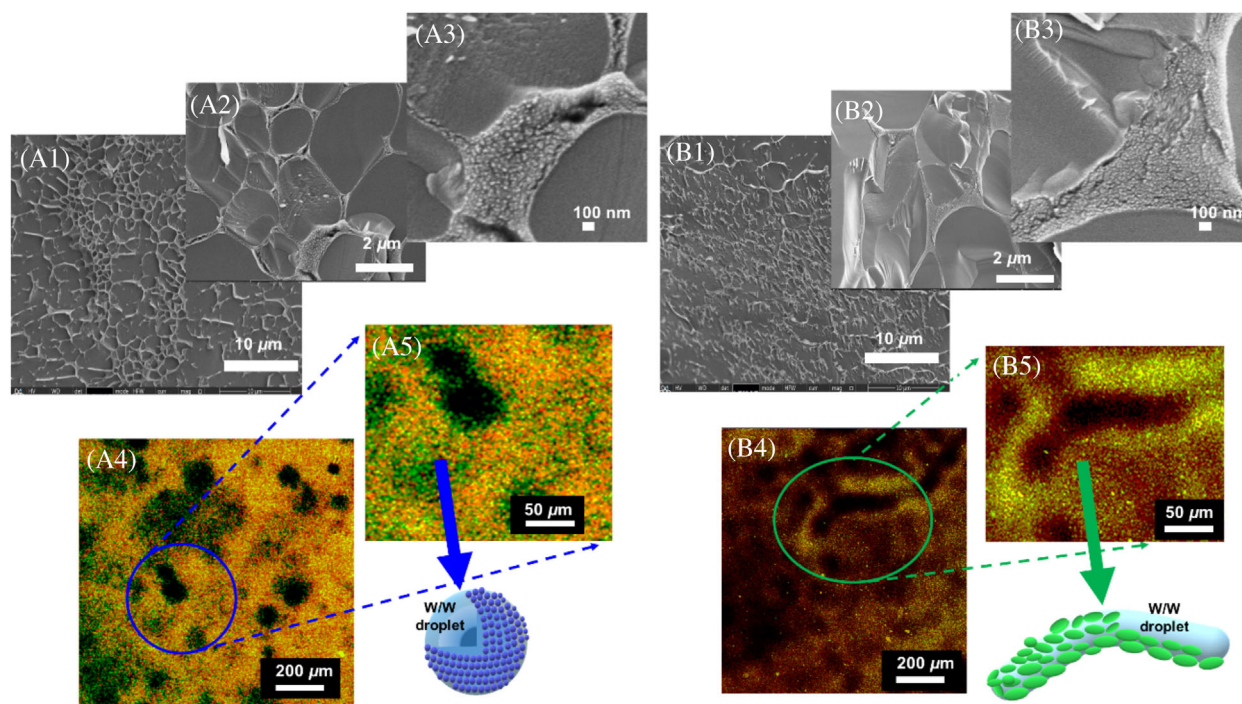 (A1)
10 µm
(A2)
2 µm
(A3)
100 nm
(B1)
10 µm
(B2)
2 µm
(B3)
100 nm
(A4)
200 µm
(A5)
50 µm
W/W
droplet
(B4)
200 µm
(B5)
50 µm
W/W
droplet